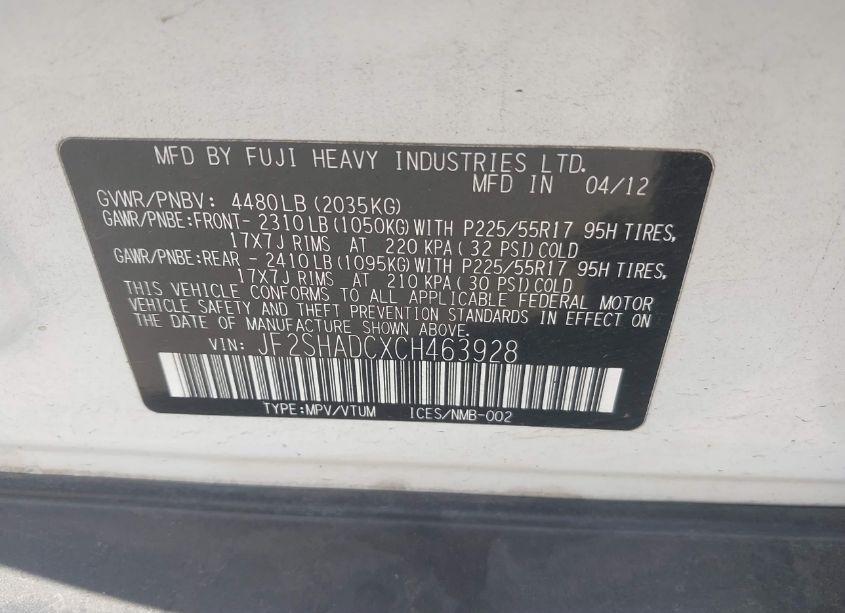 MFD BY FUJI HEAVY INDUSTRIES LTD.
MFD IN 04/12
GVWR/PNBV: 4480LB (2035KG)
GAWR/PNBE:FRONT- 2310LB (1050KG) WITH P225/55R17 95H TIRES,
17X7J RIMS AT 220 KPA ( 32 PSI) COLD
GAWR/PNBE:REAR - 2410LB (1095KG) WITH P225/55R17 95H TIRES,
17X7J RIMS AT 210 KPA ( 30 PSI) COLD
THIS VEHICLE CONFORMS TO ALL APPLICABLE FEDERAL MOTOR
VEHICLE SAFETY AND THEFT PREVENTION STANDARDS IN EFFECT ON
THE DATE OF MANUFACTURE SHOWN ABOVE.
VIN: JF2SHADCXCH463928
TYPE:MPV/VTUM ICES/NMB-002